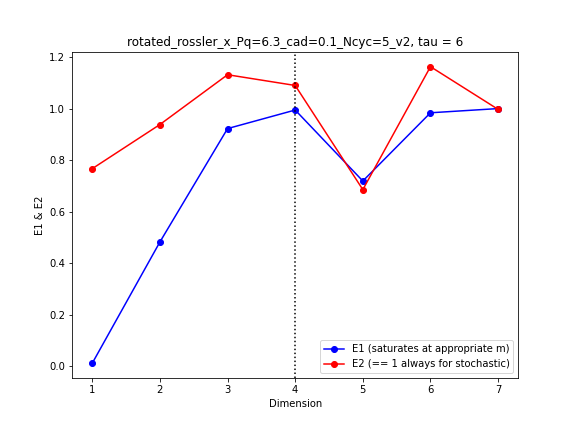 rotated_rossler_x_Pq=6.3_cad=0.1_Ncyc=5_v2, tau = 6
E1 & E2
1.2
1.0
0.8
0.6
0.4
0.2
0.0
E1 (saturates at appropriate m)
E2 (== 1 always for stochastic)
1 2 3 4 5 6 7
Dimension